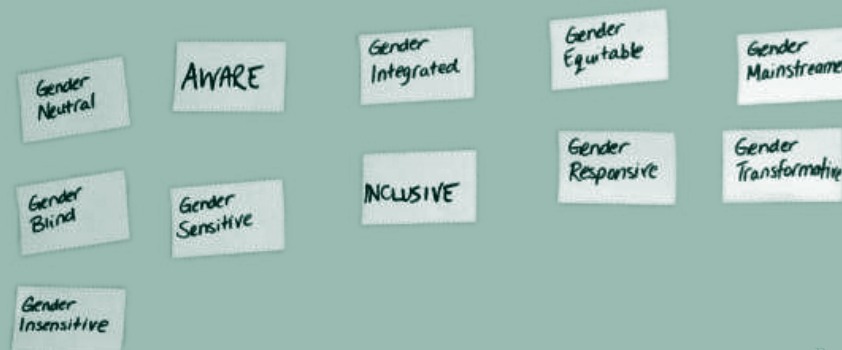 Gender
Neutral
AWARE
Gender
Integrated
Gender
Equitable
Gender
Mainstreame
Gender
Blind
Gender
Sensitive
INCLUSIVE
Gender
Responsive
Gender
Transformativ
Gender
Insensitive